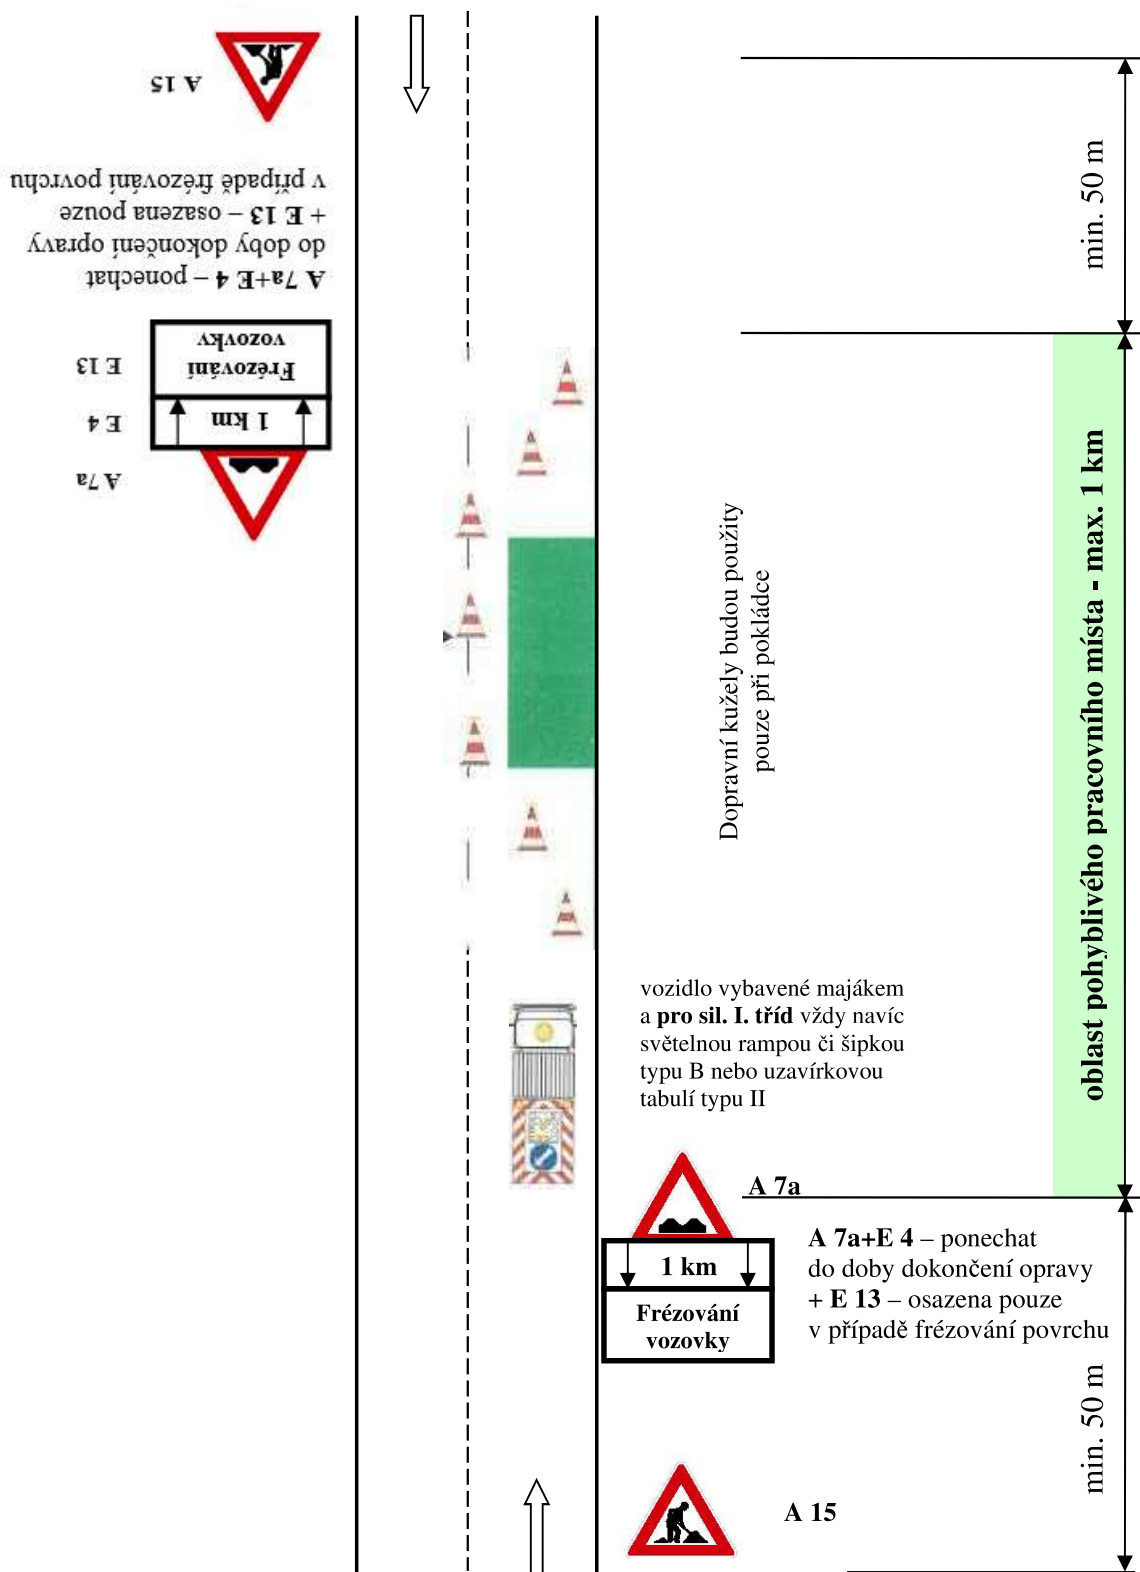 A 15
A 7a+E 4 – ponechat
do doby dokončení opravy
+ E 13 – osazena pouze
v případě frézování povrchu
A 7a
E 4
1 km
E 13
Frézování
vozovky
min. 50 m
oblast pohyblivého pracovního místa - max. 1 km
Dopravní kužely budou použity
pouze při pokládce
vozidlo vybavené majákem
a pro sil. I. tříd vždy navíc
světelnou rampou či šipkou
typu B nebo uzavírkovou
tabulí typu II
A 7a
1 km
Frézování
vozovky
A 7a+E 4 – ponechat
do doby dokončení opravy
+ E 13 – osazena pouze
v případě frézování povrchu
min. 50 m
A 15